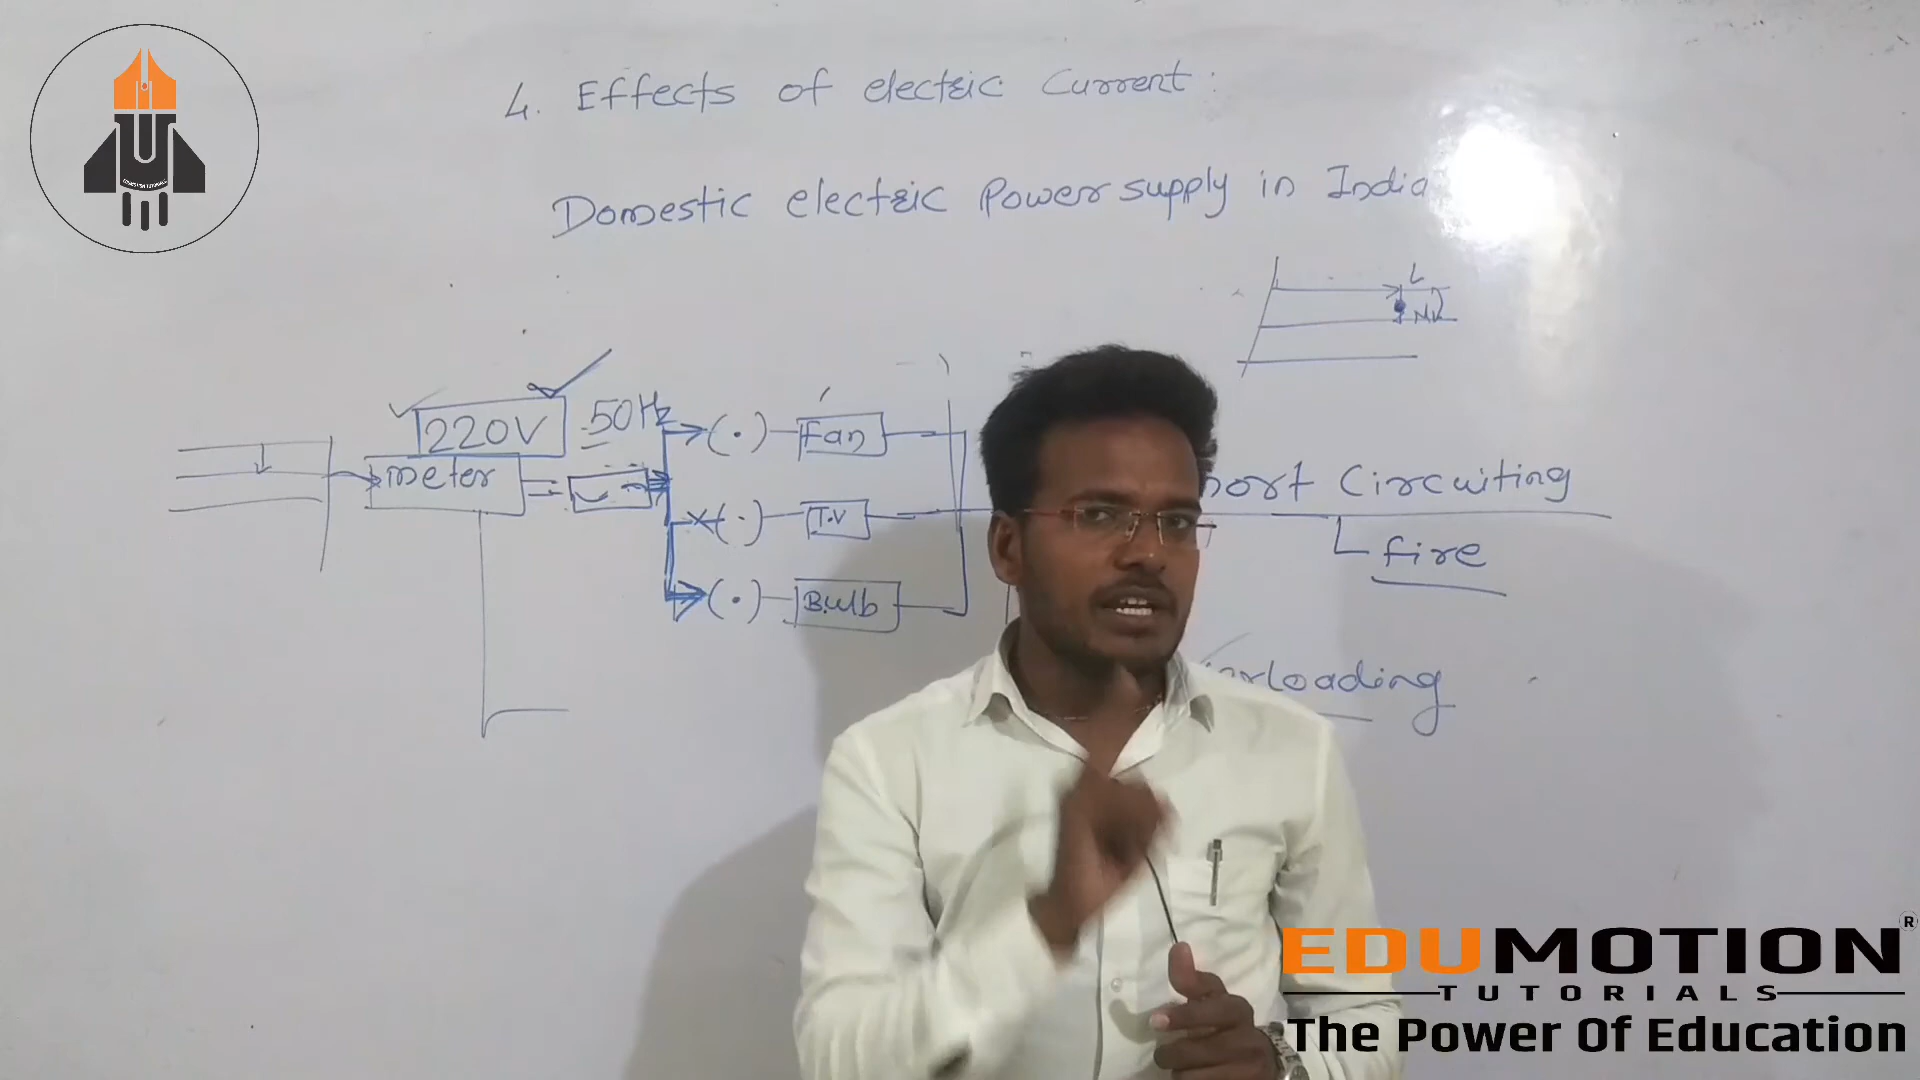 4. Effects of electric Current:
Domestic electric Power supply in India
L
220V 50Hz
meter
Fan
T.V
Bulb
Circuiting
fire
EDUMOTION®
TUTORIALS
The Power Of Education